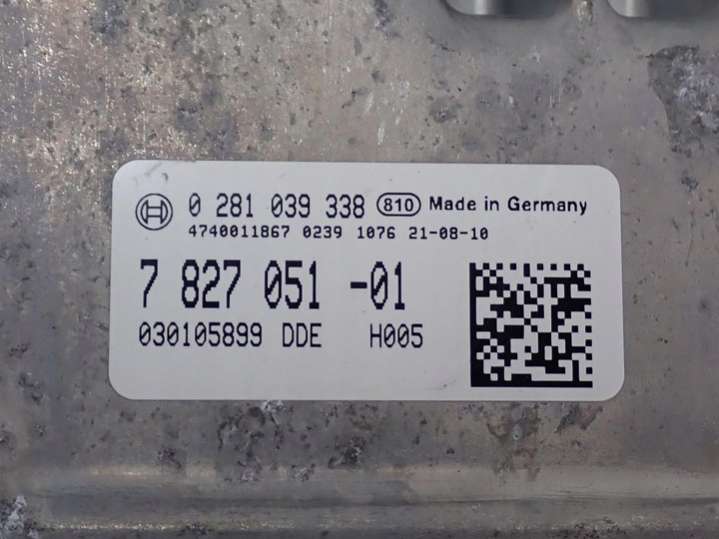 0 281 039 338 810 Made in Germany
4740011867 0239 1076 21-08-10
7 827 051 -01
030105899 DDE H005